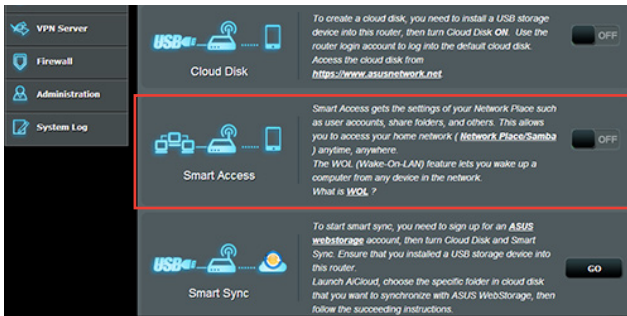 VPN Server
Firewall
Administration
System Log
USB
Cloud Disk
To create a cloud disk, you need to install a USB storage
device into this router, then turn Cloud Disk ON. Use the
router login account to log into the default cloud disk.
Access the cloud disk from
https://www.asusnetwork.net.
OFF
Smart Access
Smart Access gets the settings of your Network Place such
as user accounts, share folders, and others. This allows
you to access your home network ( Network Place/Samba
) anytime, anywhere.
The WOL (Wake-On-LAN) feature lets you wake up a
computer from any device in the network.
What is WOL ?
OFF
USB
Smart Sync
To start smart sync, you need to sign up for an ASUS
webstorage account, then turn Cloud Disk and Smart
Sync. Ensure that you installed a USB storage device into
this router.
Launch AiCloud, choose the specific folder in cloud disk
that you want to synchronize with ASUS WebStorage, then
follow the succeeding instructions.
GO